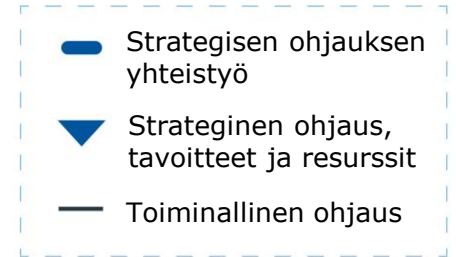 Strategisen ohjauksen
yhteistyö
Strateginen ohjaus,
tavoitteet ja resurssit
Toiminallinen ohjaus